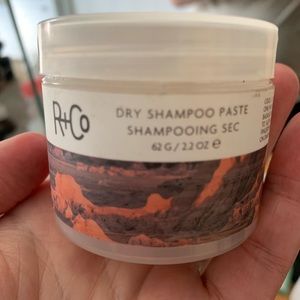 R+Co
DRY SHAMPOO PASTE
SHAMPOOING SEC
62 G / 2.2 OZ ℮